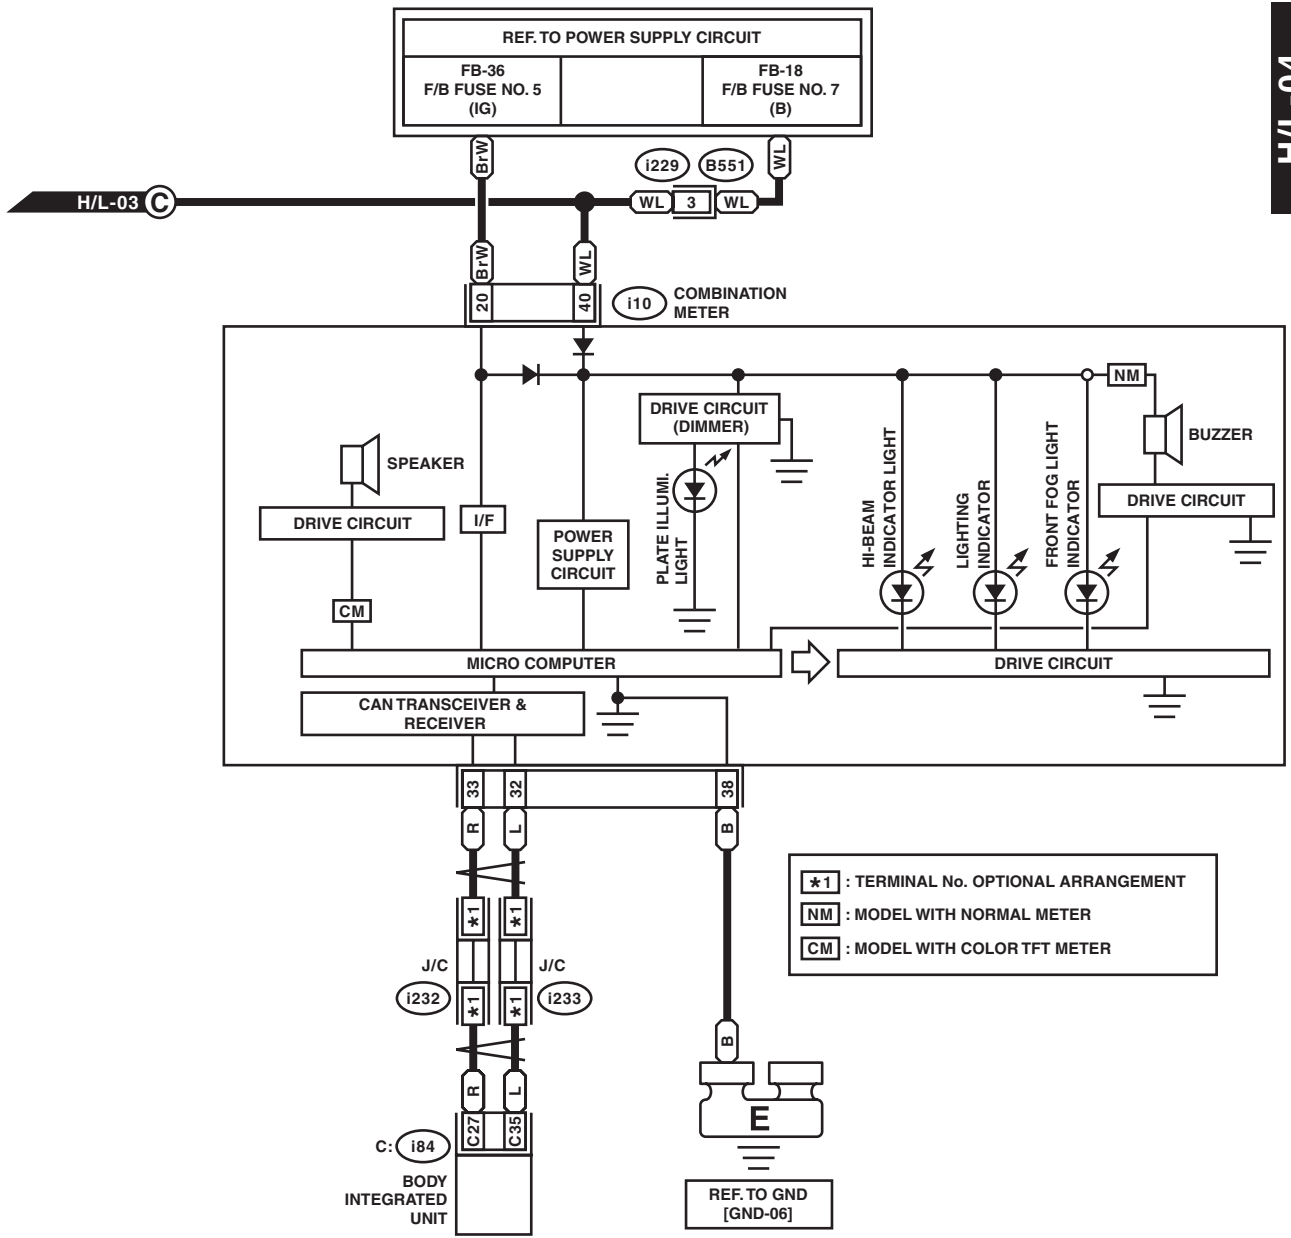 REF. TO POWER SUPPLY CIRCUIT
FB-36
F/B FUSE NO. 5
(IG)
FB-18
F/B FUSE NO. 7
(B)
H/L-04
BrW
i229
B551
WL
H/L-03
C
WL
3
WL
BrW
WL
20
40
i10
COMBINATION
METER
NM
DRIVE CIRCUIT
(DIMMER)
BUZZER
SPEAKER
DRIVE CIRCUIT
I/F
POWER
SUPPLY
CIRCUIT
PLATE ILLUMI.
LIGHT
HI-BEAM
INDICATOR LIGHT
LIGHTING
INDICATOR
FRONT FOG LIGHT
INDICATOR
DRIVE CIRCUIT
CM
MICRO COMPUTER
DRIVE CIRCUIT
CAN TRANSCEIVER &
RECEIVER
33
32
38
R
L
B
*1 : TERMINAL No. OPTIONAL ARRANGEMENT
NM : MODEL WITH NORMAL METER
CM : MODEL WITH COLOR TFT METER
*1
*1
J/C
J/C
i232
*1
*1
i233
B
R
L
E
C: i84
C27
C35
BODY
INTEGRATED
UNIT
REF. TO GND
[GND-06]